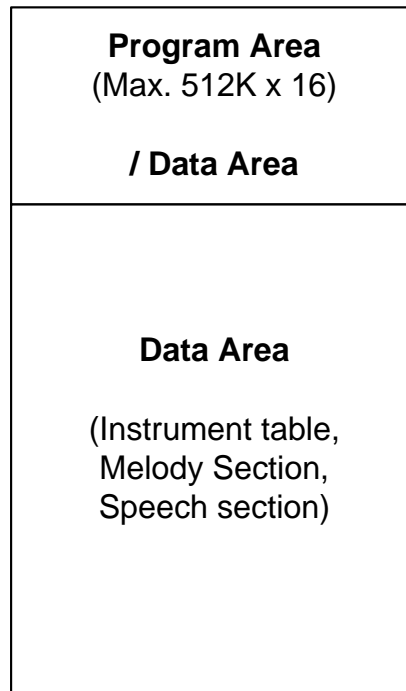 Program Area
(Max. 512K x 16)
/ Data Area
Data Area
(Instrument table,
Melody Section,
Speech section)